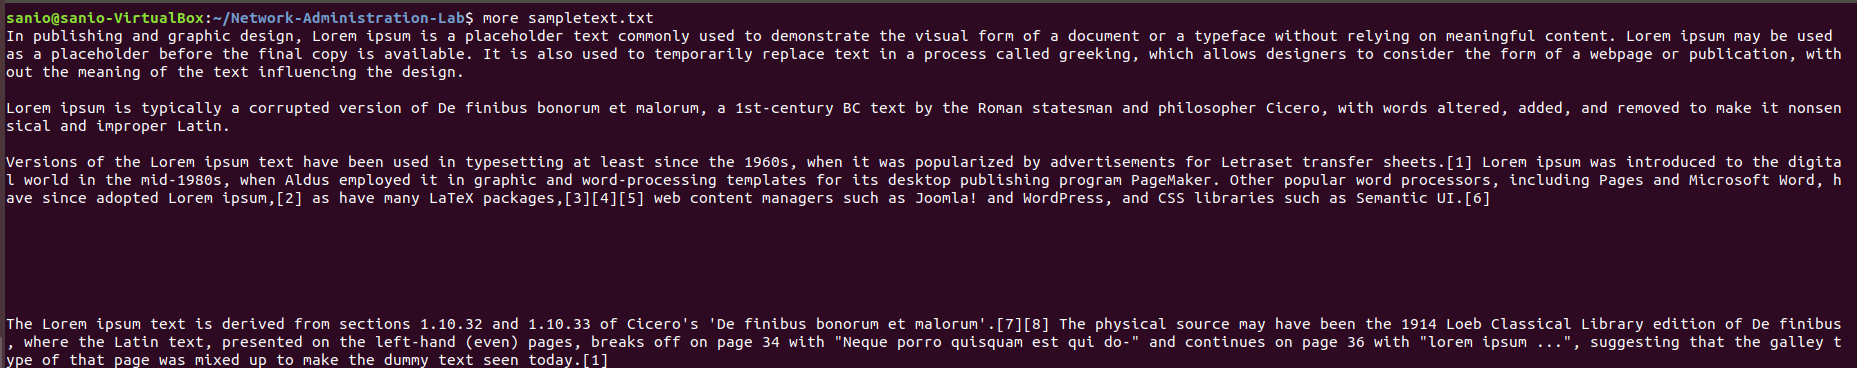 sanio@sanio-VirtualBox:~/Network-Administration-Lab$ more sampletext.txt
In publishing and graphic design, Lorem ipsum is a placeholder text commonly used to demonstrate the visual form of a document or a typeface without relying on meaningful content. Lorem ipsum may be used
as a placeholder before the final copy is available. It is also used to temporarily replace text in a process called greeking, which allows designers to consider the form of a webpage or publication, with
out the meaning of the text influencing the design.
Lorem ipsum is typically a corrupted version of De finibus bonorum et malorum, a 1st-century BC text by the Roman statesman and philosopher Cicero, with words altered, added, and removed to make it nonsen
sical and improper Latin.
Versions of the Lorem ipsum text have been used in typesetting at least since the 1960s, when it was popularized by advertisements for Letraset transfer sheets.[1] Lorem ipsum was introduced to the digita
l world in the mid-1980s, when Aldus employed it in graphic and word-processing templates for its desktop publishing program PageMaker. Other popular word processors, including Pages and Microsoft Word, h
ave since adopted Lorem ipsum,[2] as have many LaTeX packages,[3][4][5] web content managers such as Joomla! and WordPress, and CSS libraries such as Semantic UI.[6]
The Lorem ipsum text is derived from sections 1.10.32 and 1.10.33 of Cicero's 'De finibus bonorum et malorum'.[7][8] The physical source may have been the 1914 Loeb Classical Library edition of De finibus
, where the Latin text, presented on the left-hand (even) pages, breaks off on page 34 with "Neque porro quisquam est qui do-" and continues on page 36 with "lorem ipsum ...", suggesting that the galley t
ype of that page was mixed up to make the dummy text seen today.[1]